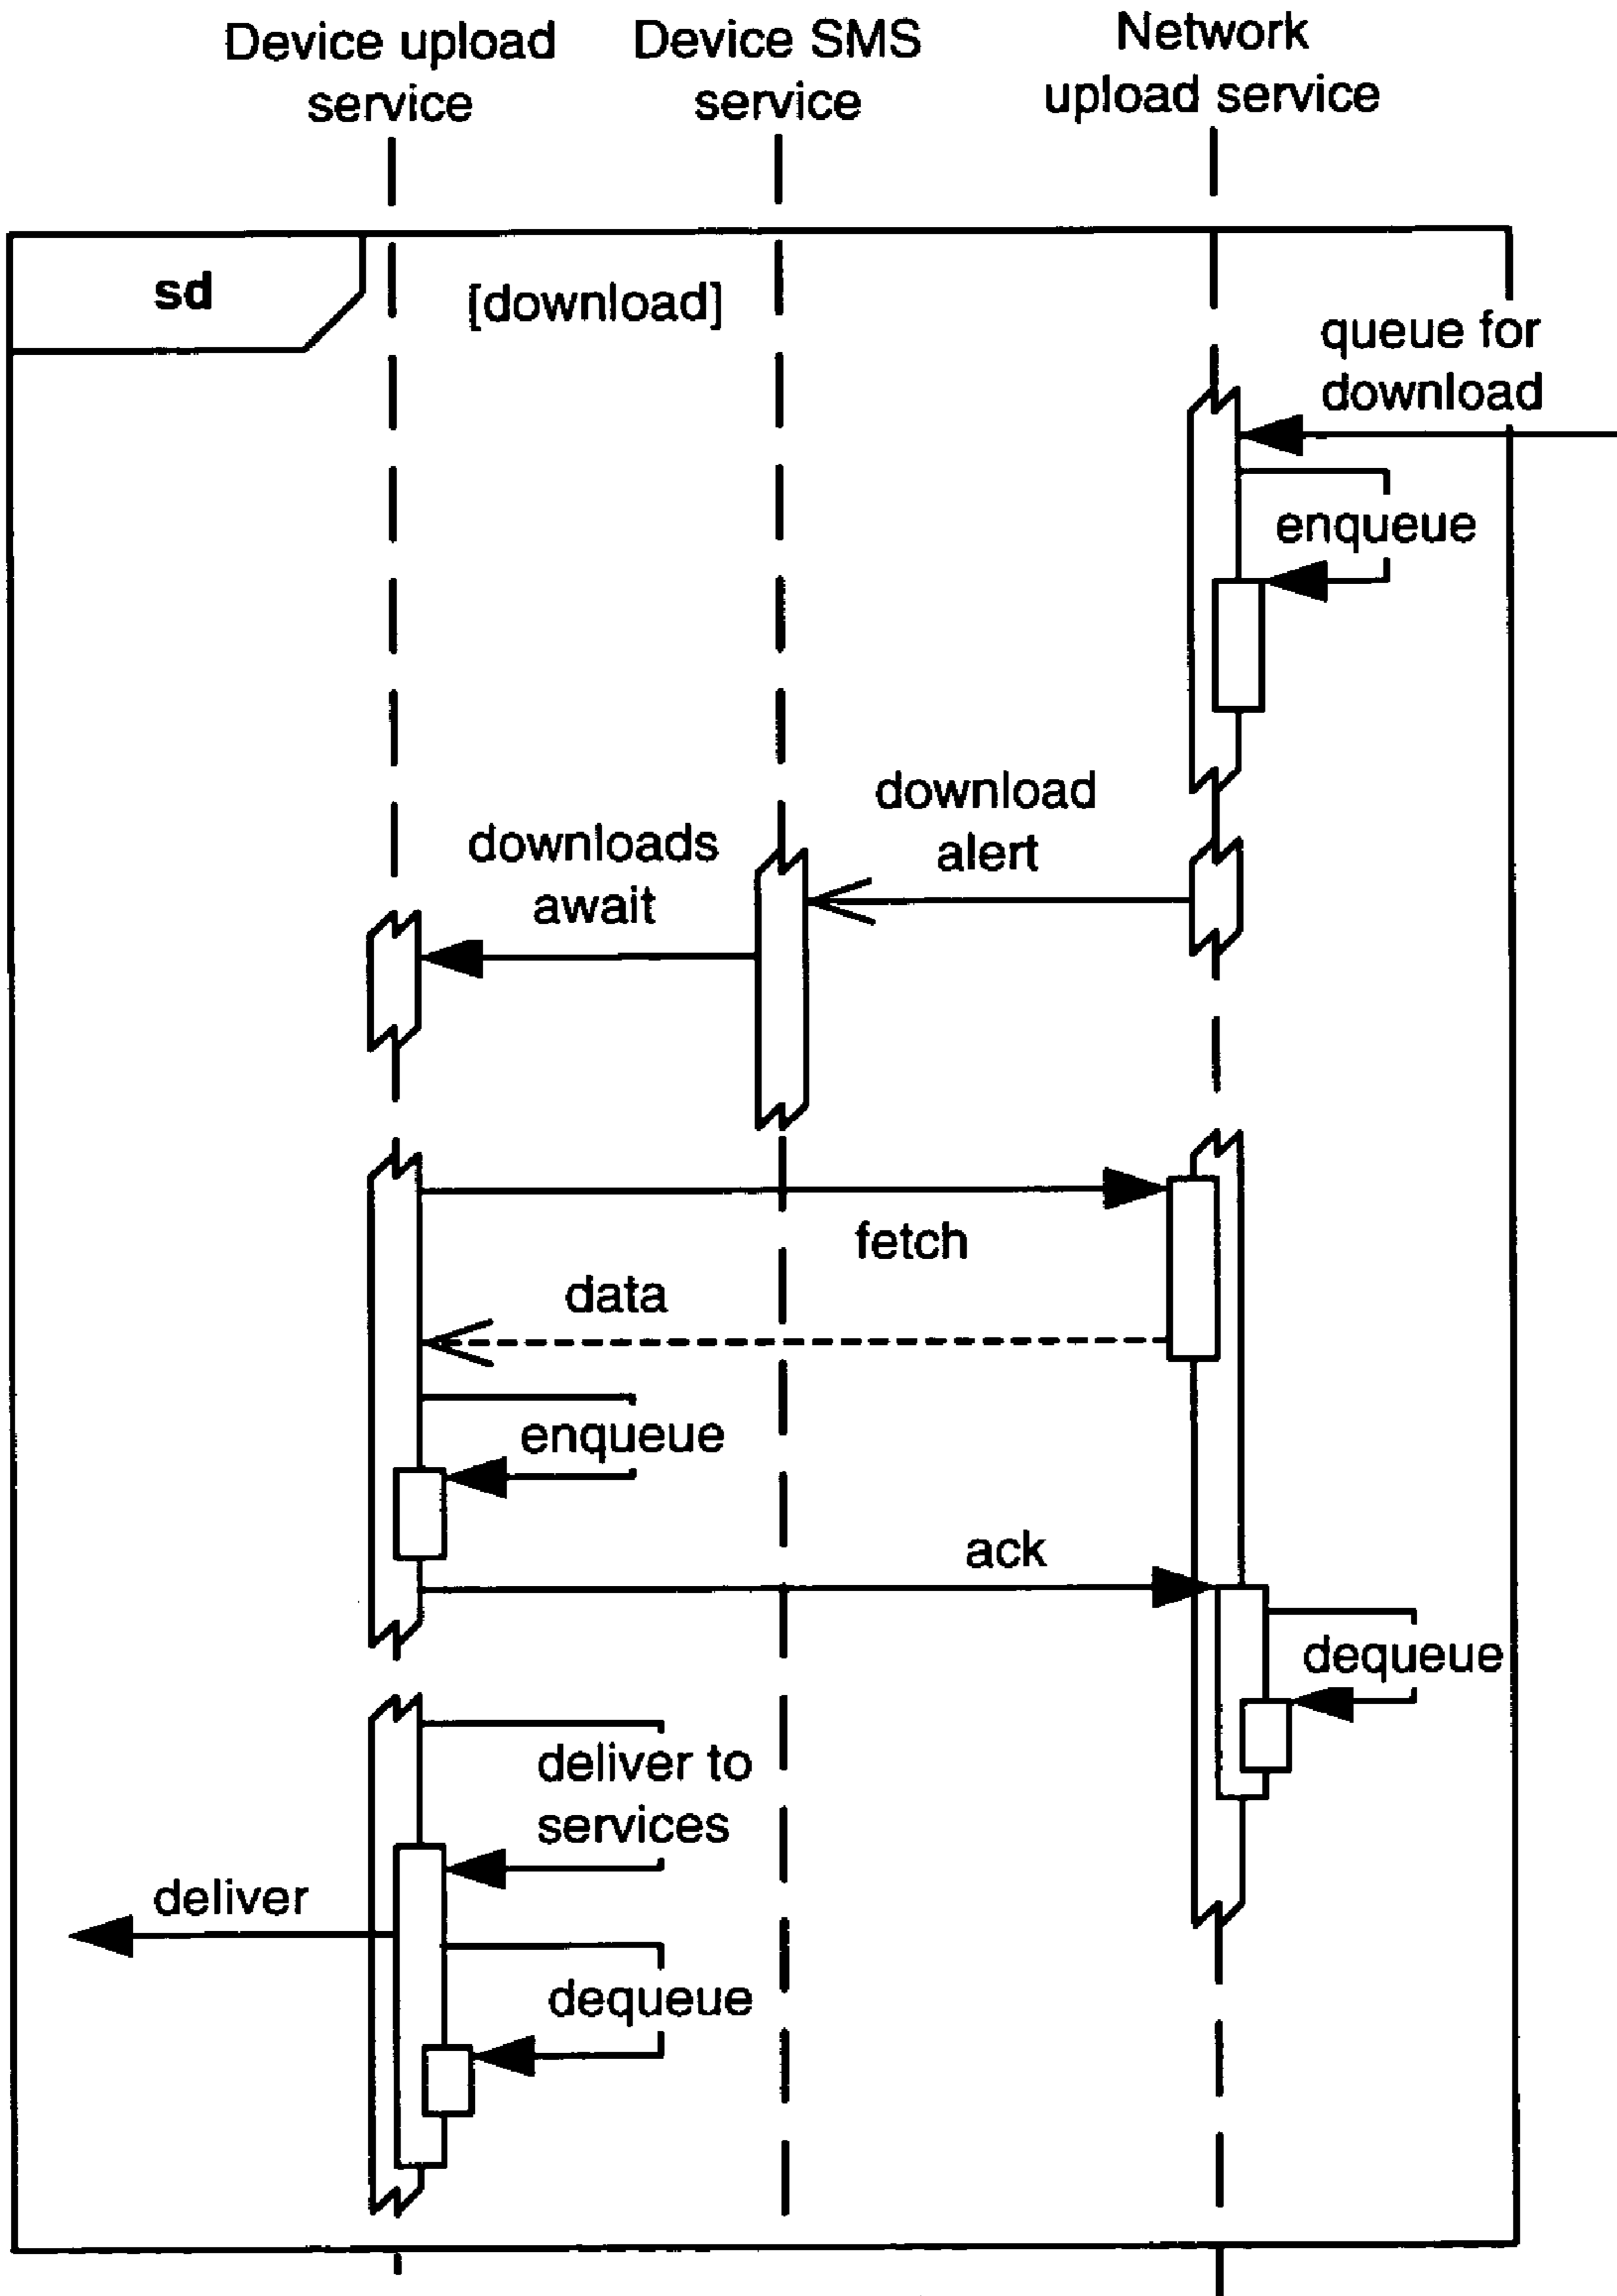 Device upload
service
Device SMS
service
Network
upload service
sd
[download]
queue for
download
enqueue
download
alert
downloads
await
fetch
data
enqueue
ack
dequeue
deliver to
services
deliver
dequeue